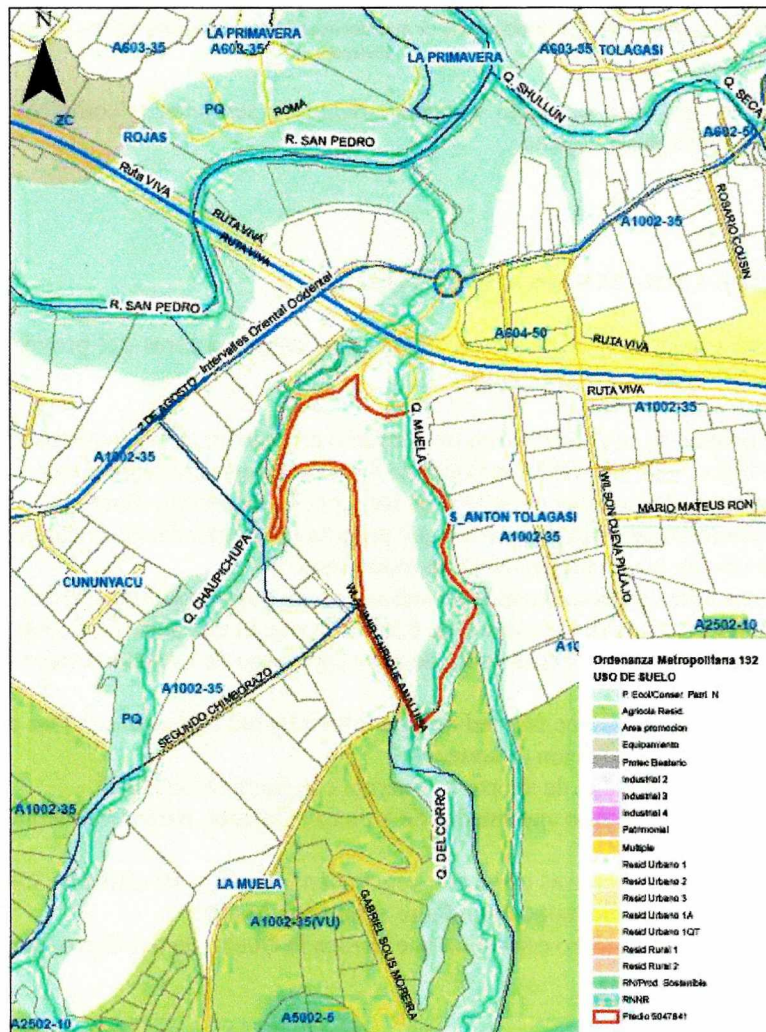 N
A603-35
LA PRIMAVERA
A603-35
LA PRIMAVERA
A603-35
TOLAGASI
Q. SHULLUN
Q. SECA
ZC
PQ
ROMA
ROJAS
A602-50
R. SAN PEDRO
Ruta VIVA
RUTA VIVA
RUTA VIVA
A1002-35
ROSARIO COUSIN
R. SAN PEDRO
2 DE AGOSTO Intervalles Oriental Ocidental
A604-50
RUTA VIVA
RUTA VIVA
A1002-35
Q. MUELA
A1002-35
S_ANTON TOLAGASI
A1002-35
WILSON CUEVA PILLAJO
MARIO MATEUS RON
CUNUNYACU
Q. CHAUPICHUPA
WLADIMIR ENRIQUE ANALUISA
A2502-10
A1002-35
SEGUNDO CHIMBORAZO
PQ
A1002-35
Q. DELCORRO
LA MUELA
A1002-35(VU)
GABRIEL SOLIS MOREIRA
A2502-10
A5002-5
Ordenanza Metropolitana 192
USO DE SUELO
P. Ecol/Conser. Patri. N
Agricola Resid.
Area promocion
Equipamiento
Protec Beaterio
Industrial 2
Industrial 3
Industrial 4
Patrimonial
Multiple
Resid Urbano 1
Resid Urbano 2
Resid Urbano 3
Resid Urbano 1A
Resid Urbano 1QT
Resid Rural 1
Resid Rural 2
RN/Prod. Sostenible
RNNR
Predio 5047841